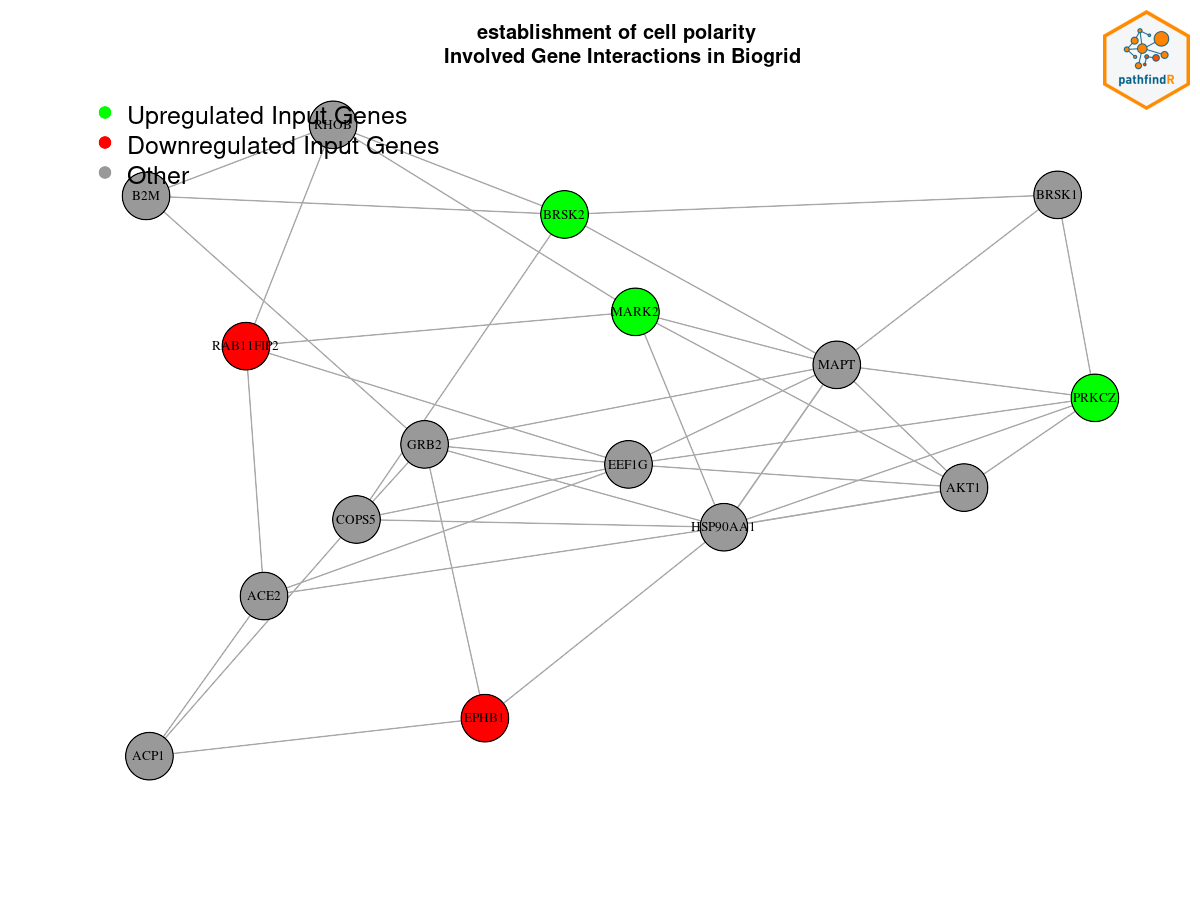 establishment of cell polarity
Involved Gene Interactions in Biogrid
pathfindR
Upregulated Input Genes
RHOB
Downregulated Input Genes
Other
B2M
BRSK1
BRSK2
MARK2
RAB11FIP2
MAPT
PRKCZ
GRB2
EEF1G
AKT1
COPS5
HSP90AA1
ACE2
EPHB1
ACP1